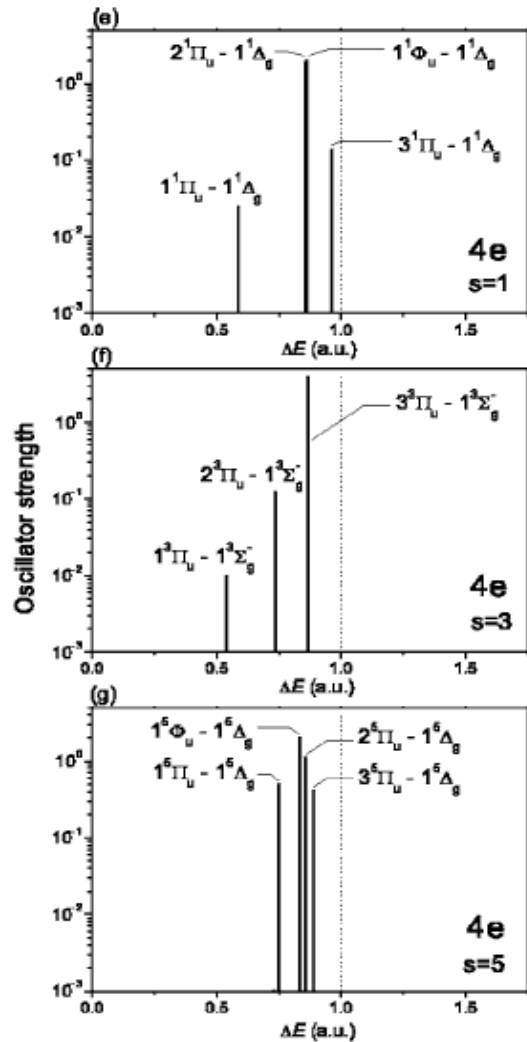 (e)
2¹Πᵤ - 1¹Δg
1¹Φᵤ - 1¹Δg
10⁰
3¹Πᵤ - 1¹Δg
10⁻¹
1¹Πᵤ - 1¹Δg
10⁻²
4e
s=1
10⁻³
0.0 0.5 1.0 1.5
ΔE (a.u.)
(f)
10⁰
3³Πᵤ - 1³Σg⁻
2³Πᵤ - 1³Σg⁻
10⁻¹
1³Πᵤ - 1³Σg⁻
10⁻²
4e
s=3
10⁻³
0.0 0.5 1.0 1.5
ΔE (a.u.)
Oscillator strength
(g)
1⁵Φᵤ - 1⁵Δg
2⁵Πᵤ - 1⁵Δg
10⁰
1⁵Πᵤ - 1⁵Δg
3⁵Πᵤ - 1⁵Δg
10⁻¹
10⁻²
4e
s=5
10⁻³
0.0 0.5 1.0 1.5
ΔE (a.u.)